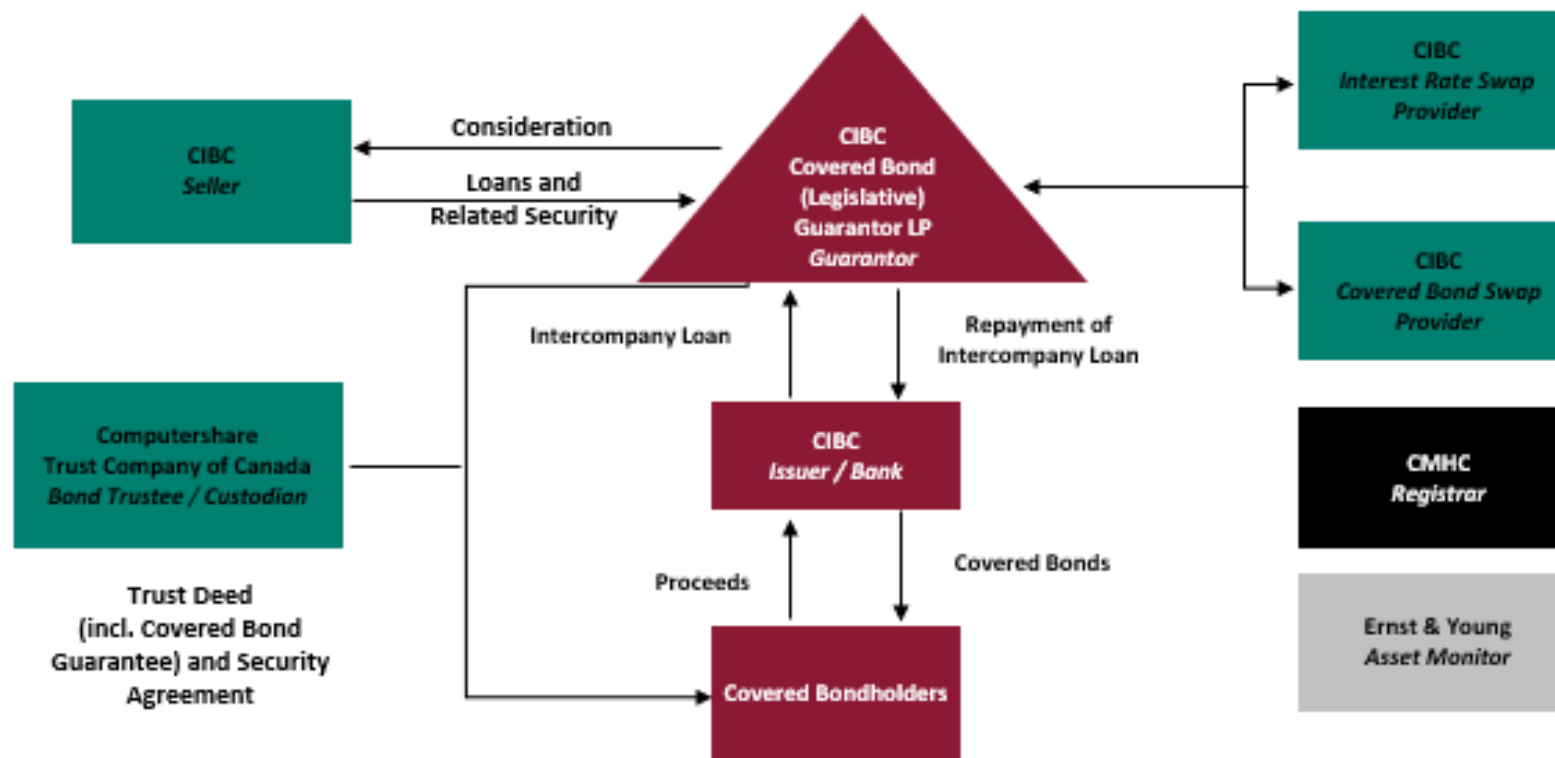 CIBC
Seller
Consideration
Loans and
Related Security
CIBC
Covered Bond
(Legislative)
Guarantor LP
Guarantor
CIBC
Interest Rate Swap
Provider
CIBC
Covered Bond Swap
Provider
Intercompany Loan
Repayment of
Intercompany Loan
Computershare
Trust Company of Canada
Bond Trustee / Custodian
CIBC
Issuer / Bank
CMHC
Registrar
Trust Deed
(incl. Covered Bond
Guarantee) and Security
Agreement
Proceeds
Covered Bonds
Covered Bondholders
Ernst & Young
Asset Monitor